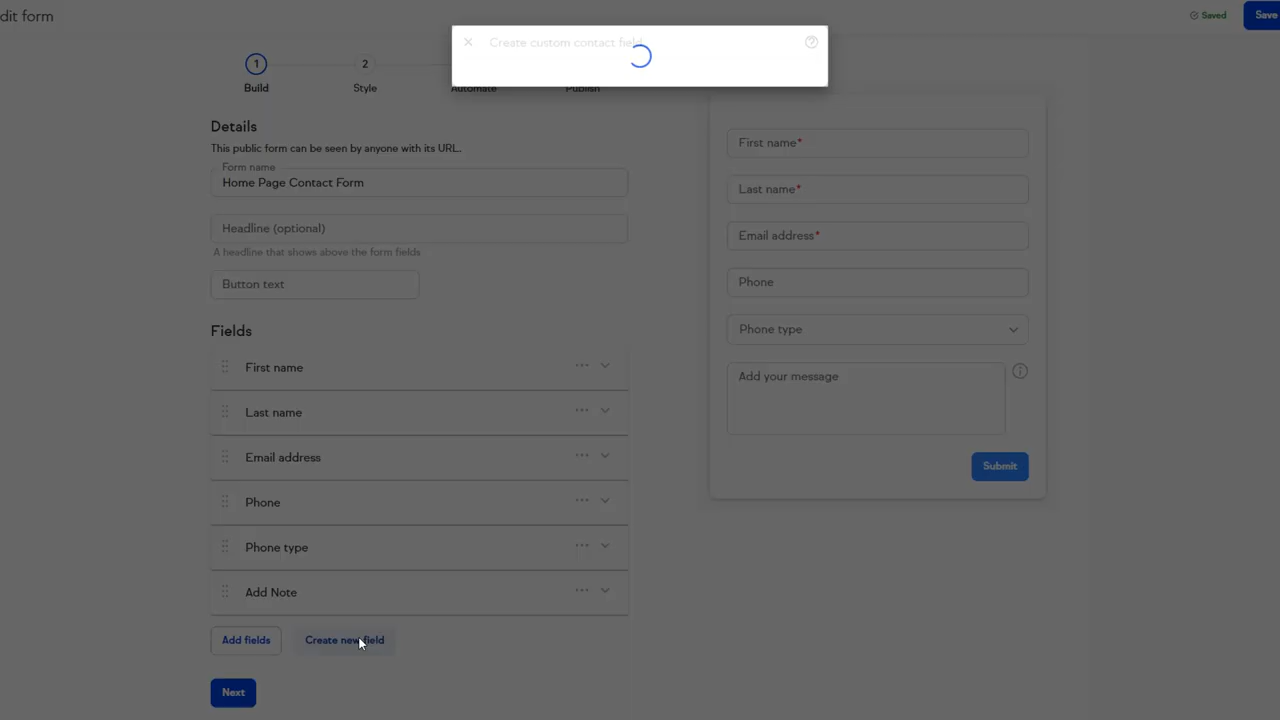 dit form
Saved
Save
Create custom contact field
1
2
Build
Style
Automate
Publish
Details
This public form can be seen by anyone with its URL.
Form name
Home Page Contact Form
Headline (optional)
A headline that shows above the form fields
Button text
Fields
First name
Last name
Email address
Phone
Phone type
Add Note
Add fields
Create new field
Next
First name*
Last name*
Email address*
Phone
Phone type
Add your message
Submit